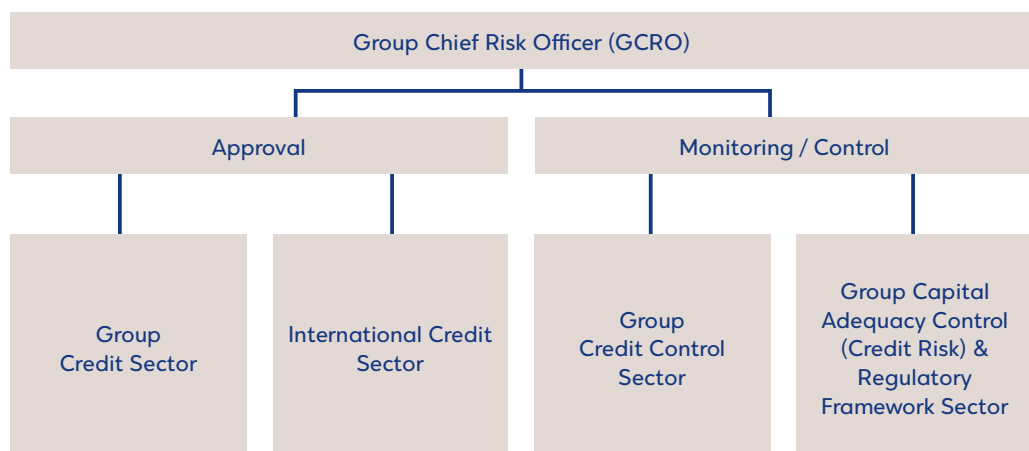 Group Chief Risk Officer (GCRO)
Approval
Monitoring / Control
Group
Credit Sector
International Credit
Sector
Group
Credit Control
Sector
Group Capital
Adequacy Control
(Credit Risk) &
Regulatory
Framework Sector